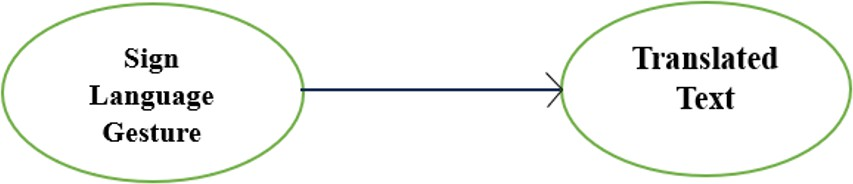 Sign
Language
Gesture
Translated
Text